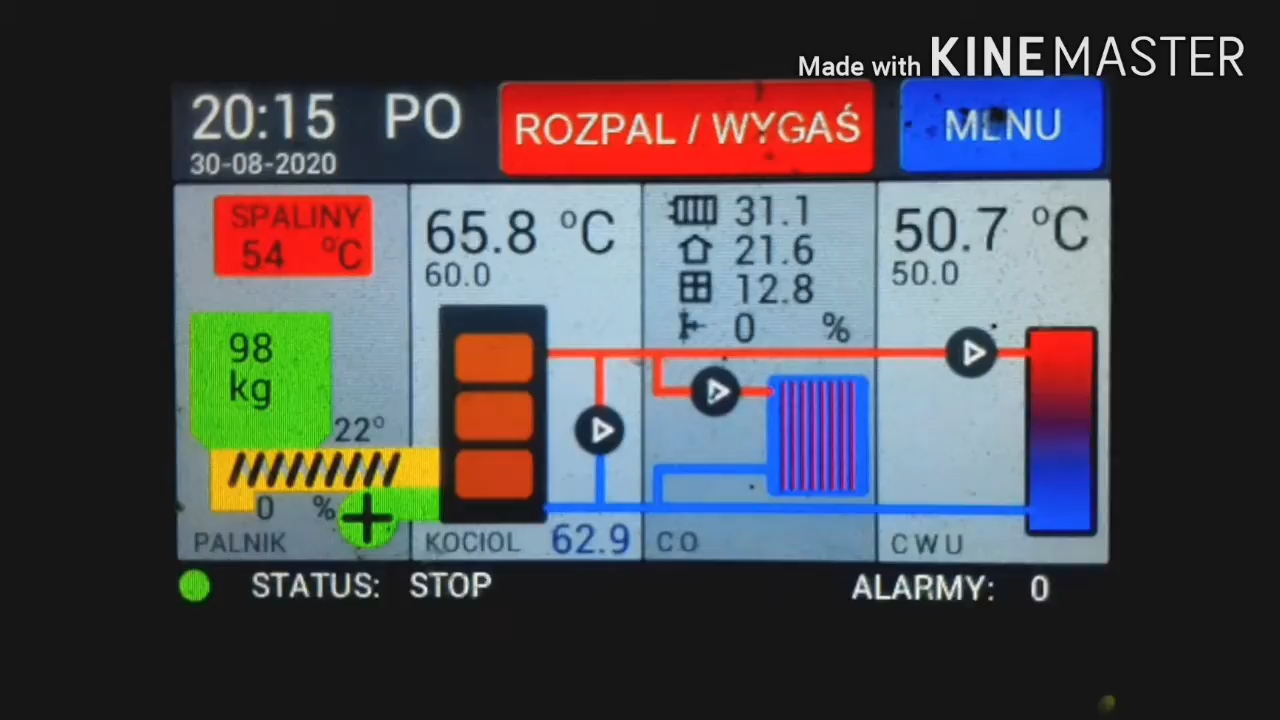 Made with KINEMASTER
20:15 PO ROZPAL / WYGAŚ MENU
30-08-2020
SPALINY
54 °C
65.8 °C
60.0
31.1
21.6
12.8
0 %
50.7 °C
50.0
98
kg
22°
0 %
PALNIK
KOCIOL 62.9
CO
CWU
STATUS: STOP
ALARMY: 0